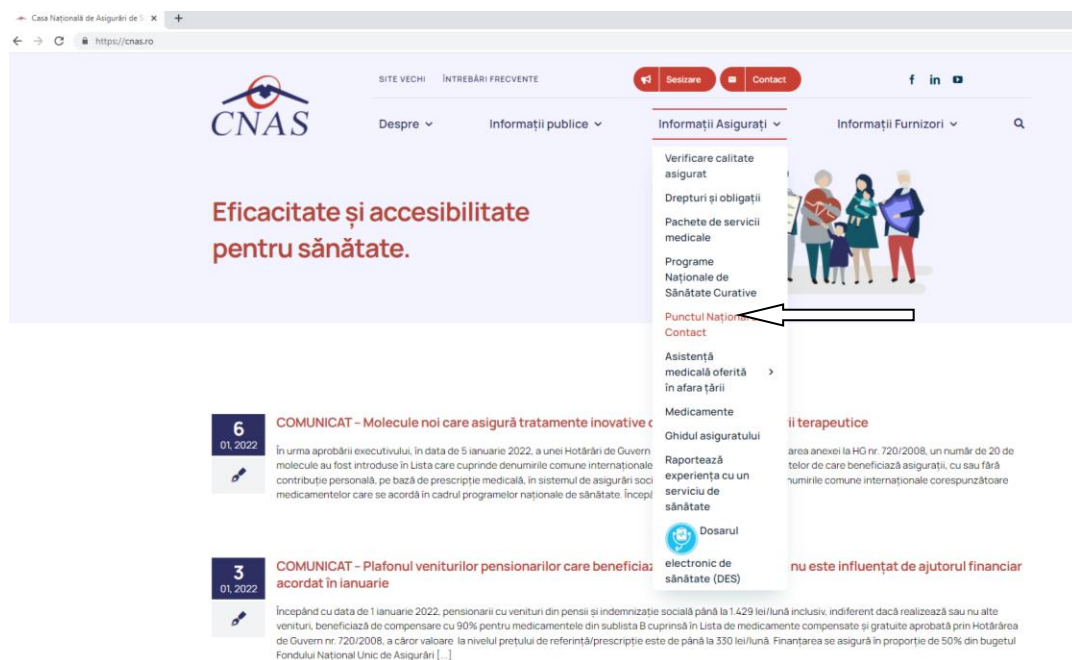 Casa Națională de Asigurări de S
https://cnas.ro
CNAS
SITE VECHI ÎNTREBĂRI FRECVENTE
Sesizare
Contact
Despre
Informații publice
Informații Asigurați
Informații Furnizori
Eficacitate și accesibilitate
pentru sănătate.
Verificare calitate
asigurat
Drepturi și obligații
Pachete de servicii
medicale
Programe
Naționale de
Sănătate Curative
Punctul Național
Contact
Asistență
medicală oferită
în afara țării
Medicamente
Ghidul asiguratului
Raportează
experiența cu un
serviciu de
sănătate
Dosarul
electronic de
sănătate (DES)
6
01, 2022
COMUNICAT – Molecule noi care asigură tratamente inovative ii terapeutice
În urma aprobării executivului, în data de 5 ianuarie 2022, a unei Hotărâri de Guvern area anexei la HG nr. 720/2008, un număr de 20 de
molecule au fost introduse în Lista care cuprinde denumirile comune internaționale telor de care beneficiază asigurații, cu sau fără
contribuție personală, pe bază de prescripție medicală, în sistemul de asigurări soci numirile comune internaționale corespunzătoare
medicamentelor care se acordă în cadrul programelor naționale de sănătate. Începâ
3
01, 2022
COMUNICAT – Plafonul veniturilor pensionarilor care beneficiaz nu este influențat de ajutorul financiar
acordat în ianuarie
Începând cu data de 1 ianuarie 2022, pensionarii cu venituri din pensii și indemnizație socială până la 1.429 lei/lună inclusiv, indiferent dacă realizează sau nu alte
venituri, beneficiază de compensare cu 90% pentru medicamentele din sublista B cuprinsă în Lista de medicamente compensate și gratuite aprobată prin Hotărârea
de Guvern nr. 720/2008, a căror valoare la nivelul prețului de referință/prescripție este de până la 330 lei/lună. Finanțarea se asigură în proporție de 50% din bugetul
Fondului Național Unic de Asigurări [...]